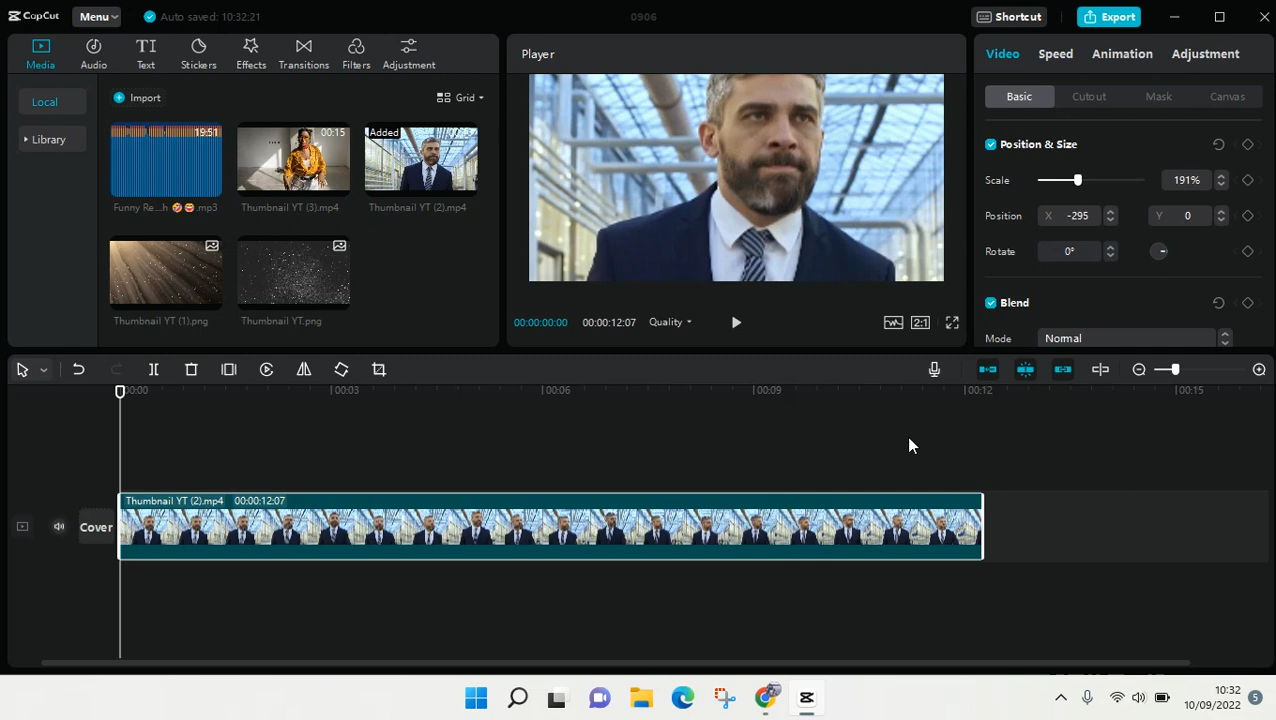 CapCut Menu Auto saved: 10:32:21 0906 Shortcut Export
Media Audio Text Stickers Effects Transitions Filters Adjustment
Player
Video Speed Animation Adjustment
Local
Library
Import Grid
Basic Cutout Mask Canvas
19:51
00:15
Added
Funny Re....h 🤣😄.mp3
Thumbnail YT (3).mp4
Thumbnail YT (2).mp4
Thumbnail YT (1).png
Thumbnail YT.png
Position & Size
Scale 191%
Position X -295 Y 0
Rotate 0°
Blend
Mode Normal
00:00:00:00 00:00:12:07 Quality 2:1
00:00 00:03 00:06 00:09 00:12 00:15
Thumbnail YT (2).mp4 00:00:12:07
Cover
10:32
10/09/2022
5